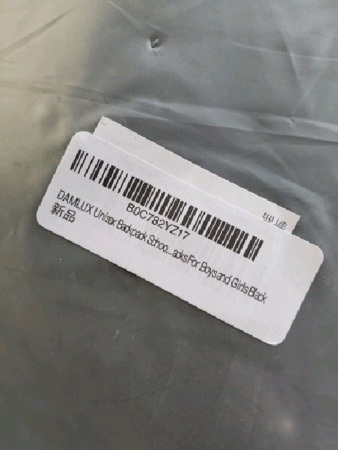 B0C782YZ17
DAMLUX Unisex Backpack Schoo...acks For Boys and Girls Black
新品